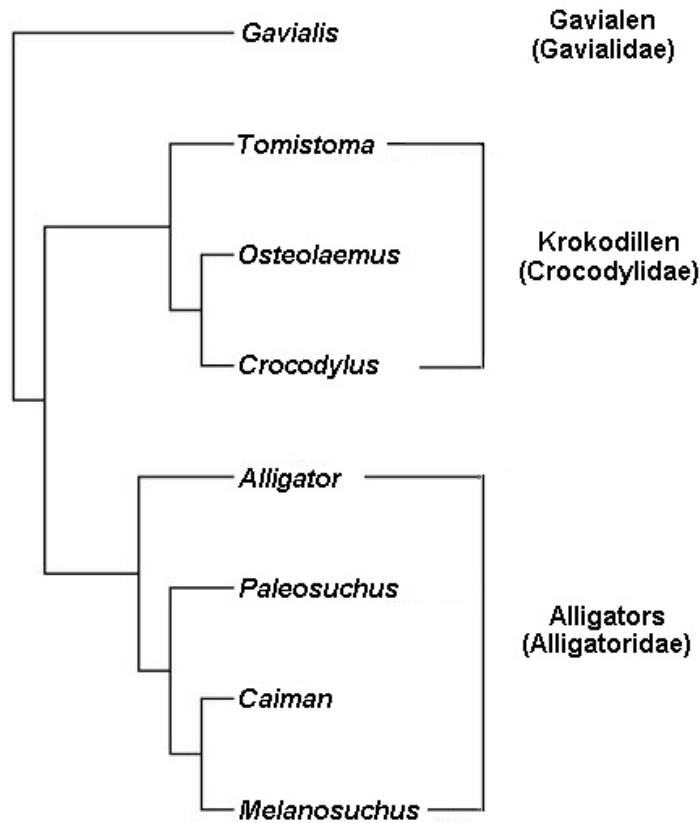 Gavialis
Gavialen
(Gavialidae)
Tomistoma
Osteolaemus
Krokodillen
(Crocodylidae)
Crocodylus
Alligator
Paleosuchus
Alligators
(Alligatoridae)
Caiman
Melanosuchus